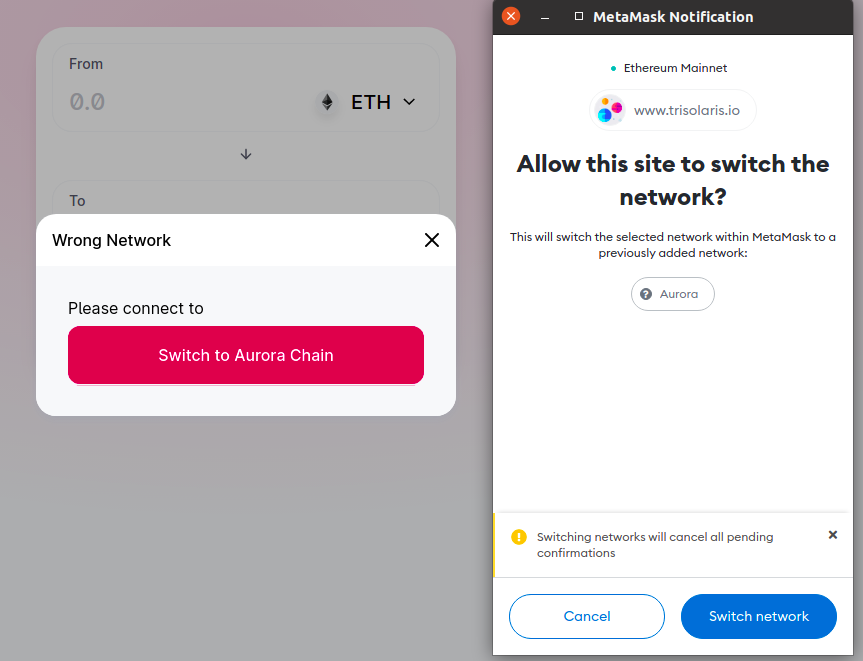 From
0.0
ETH
To
Wrong Network
Please connect to
Switch to Aurora Chain
MetaMask Notification
Ethereum Mainnet
www.trisolaris.io
Allow this site to switch the
network?
This will switch the selected network within MetaMask to a
previously added network:
? Aurora
! Switching networks will cancel all pending
confirmations
Cancel
Switch network